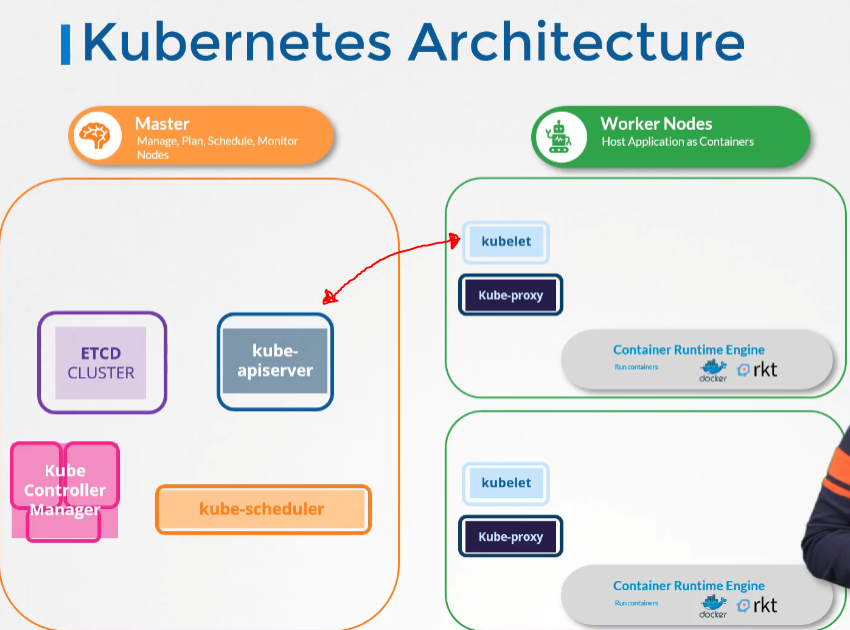 Kubernetes Architecture
Master
Manage, Plan, Schedule, Monitor
Nodes
ETCD
CLUSTER
kube-
apiserver
Kube
Controller
Manager
kube-scheduler
Worker Nodes
Host Application as Containers
kubelet
Kube-proxy
Container Runtime Engine
Run containers
docker
rkt
kubelet
Kube-proxy
Container Runtime Engine
Run containers
docker
rkt